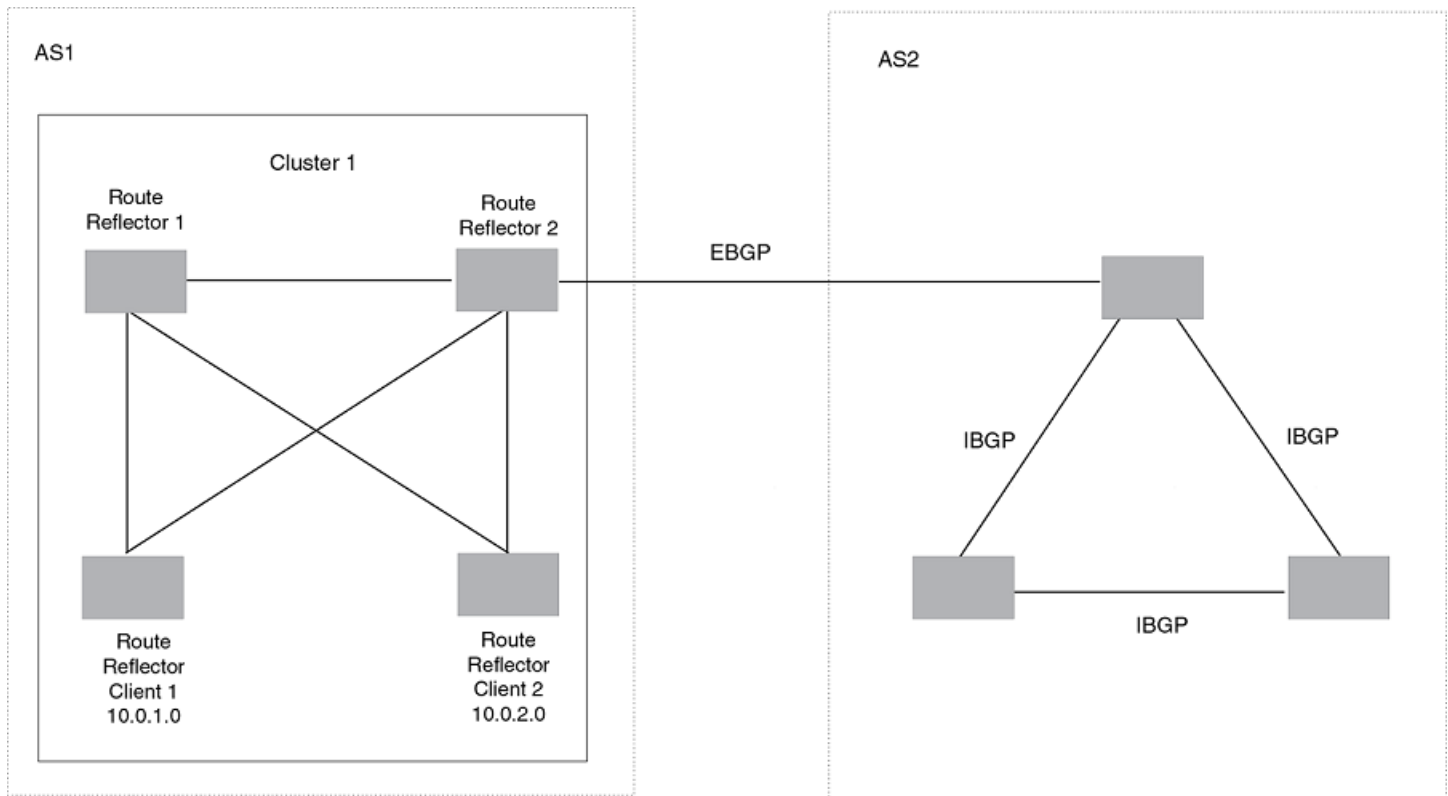 AS1
AS2
Cluster 1
Route
Reflector 1
Route
Reflector 2
EBGP
IBGP
IBGP
IBGP
Route
Reflector
Client 1
10.0.1.0
Route
Reflector
Client 2
10.0.2.0